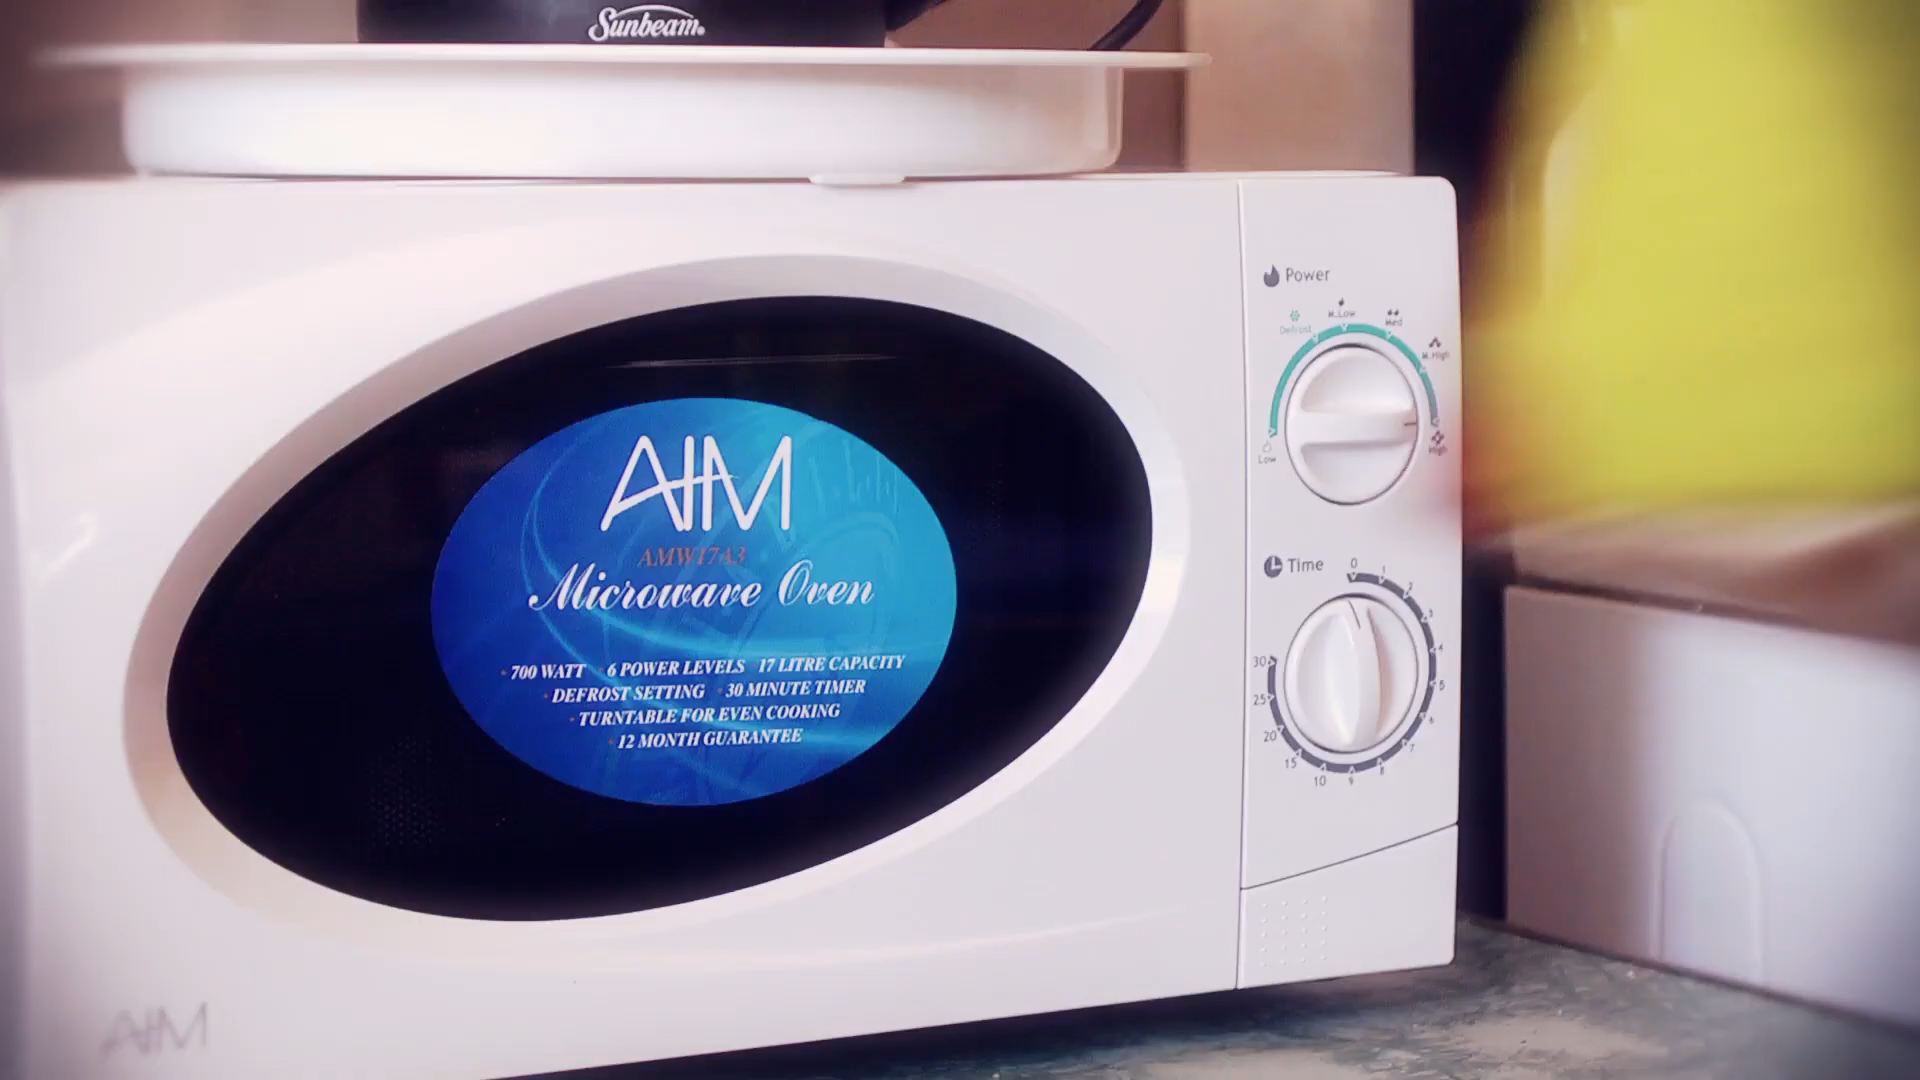 Sunbeam
AIM
AMW17A3
Microwave Oven
700 WATT 6 POWER LEVELS 17 LITRE CAPACITY
DEFROST SETTING 30 MINUTE TIMER
TURNTABLE FOR EVEN COOKING
12 MONTH GUARANTEE
Power
Defrost M.Low Med M.High
Low High
Time
0 1 2 3 4 5 6 7 8 9 10 15 20 25 30
AIM